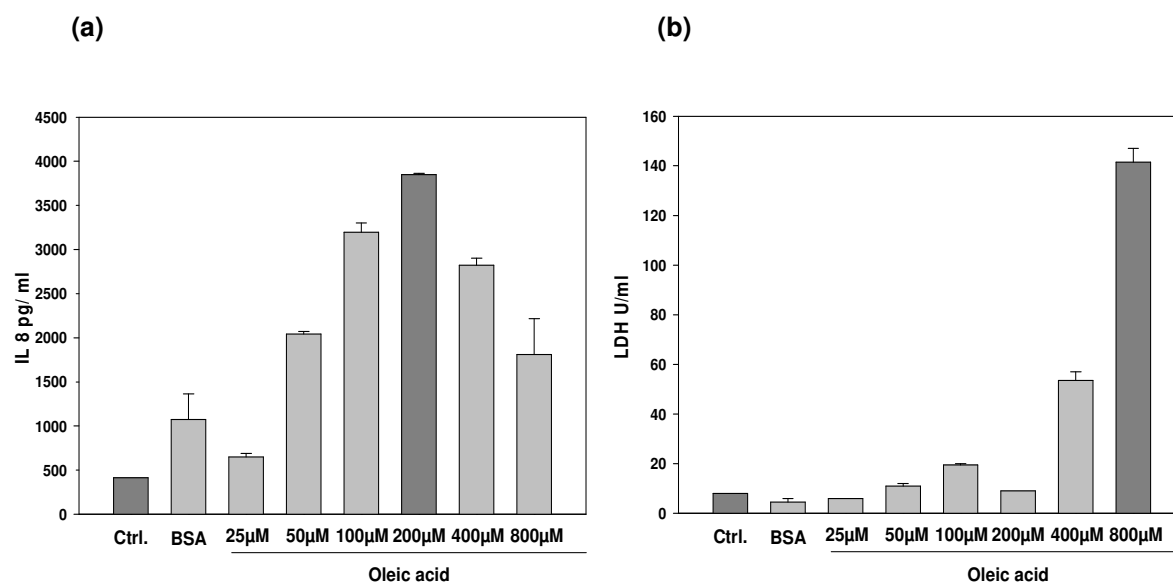 (a)
(b)
4500
4000
3500
3000
2500
2000
1500
1000
500
0
IL 8 pg/ ml
Ctrl. BSA 25µM 50µM 100µM 200µM 400µM 800µM
Oleic acid
160
140
120
100
80
60
40
20
0
LDH U/ml
Ctrl. BSA 25µM 50µM 100µM 200µM 400µM 800µM
Oleic acid